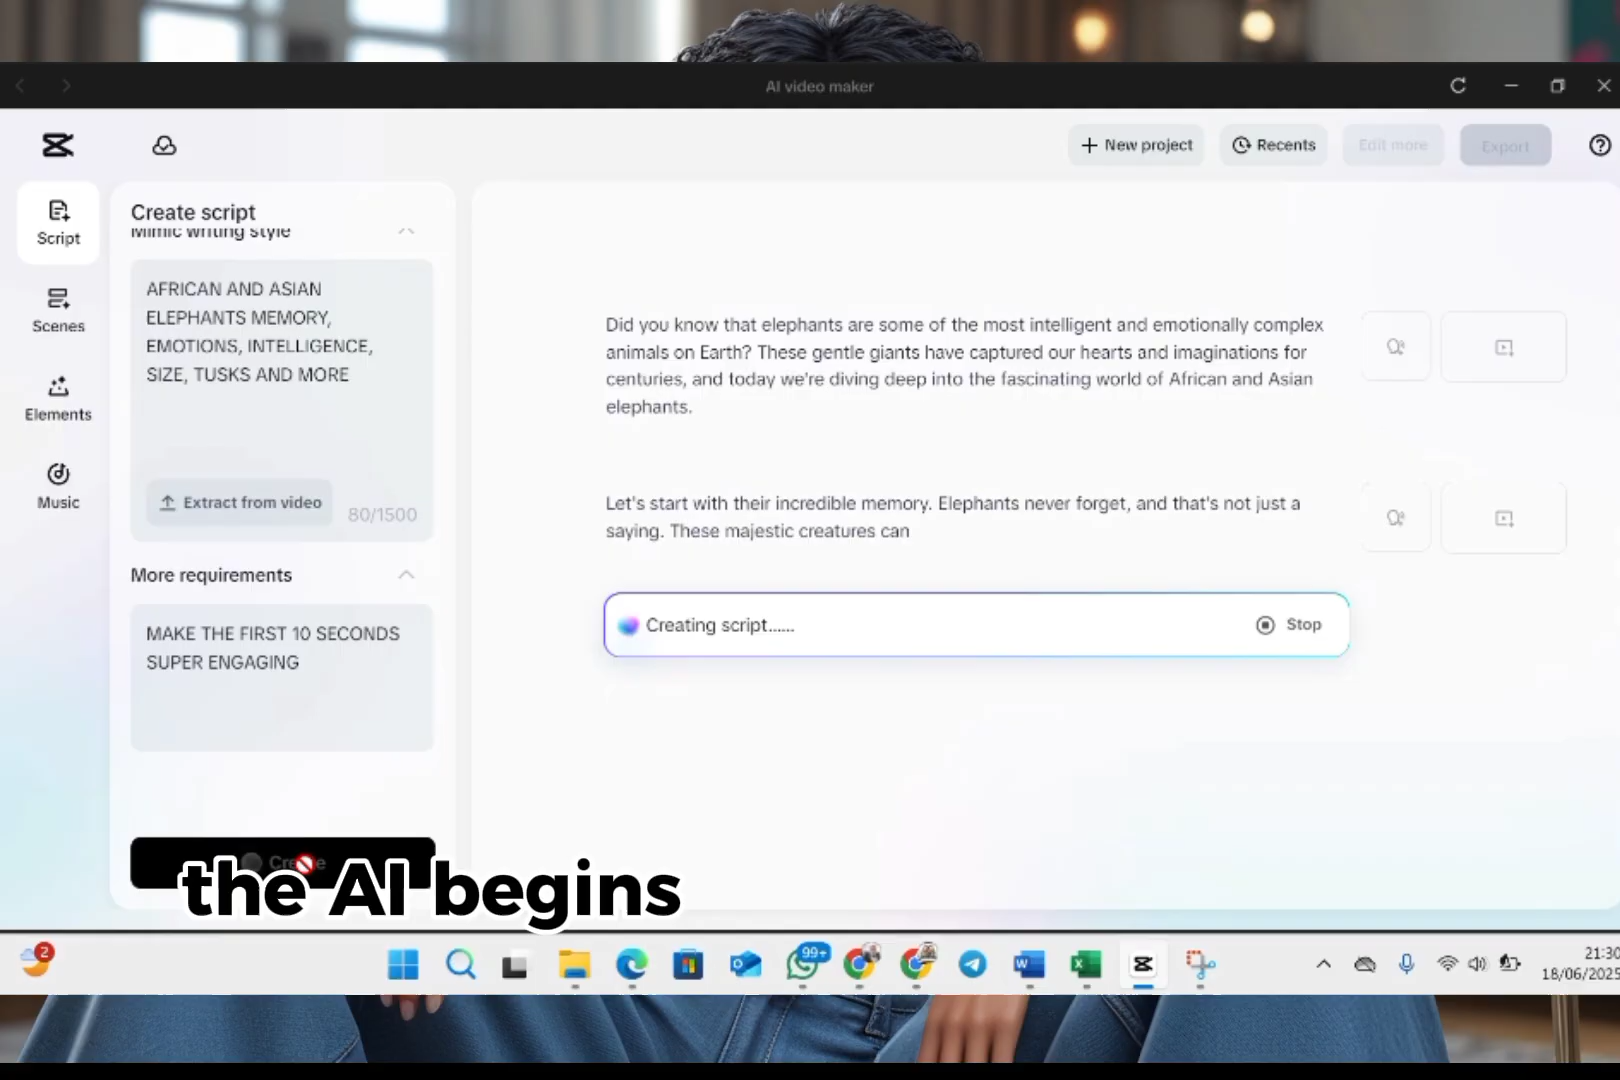 AI video maker
New project
Recents
Edit more
Export
Script
Scenes
Elements
Music
Create script
Mimic writing style
AFRICAN AND ASIAN
ELEPHANTS MEMORY,
EMOTIONS, INTELLIGENCE,
SIZE, TUSKS AND MORE
Extract from video
80/1500
More requirements
MAKE THE FIRST 10 SECONDS
SUPER ENGAGING
Create
Did you know that elephants are some of the most intelligent and emotionally complex
animals on Earth? These gentle giants have captured our hearts and imaginations for
centuries, and today we're diving deep into the fascinating world of African and Asian
elephants.
Let's start with their incredible memory. Elephants never forget, and that's not just a
saying. These majestic creatures can
Creating script......
Stop
the AI begins
2
99+
21:30
18/06/2025